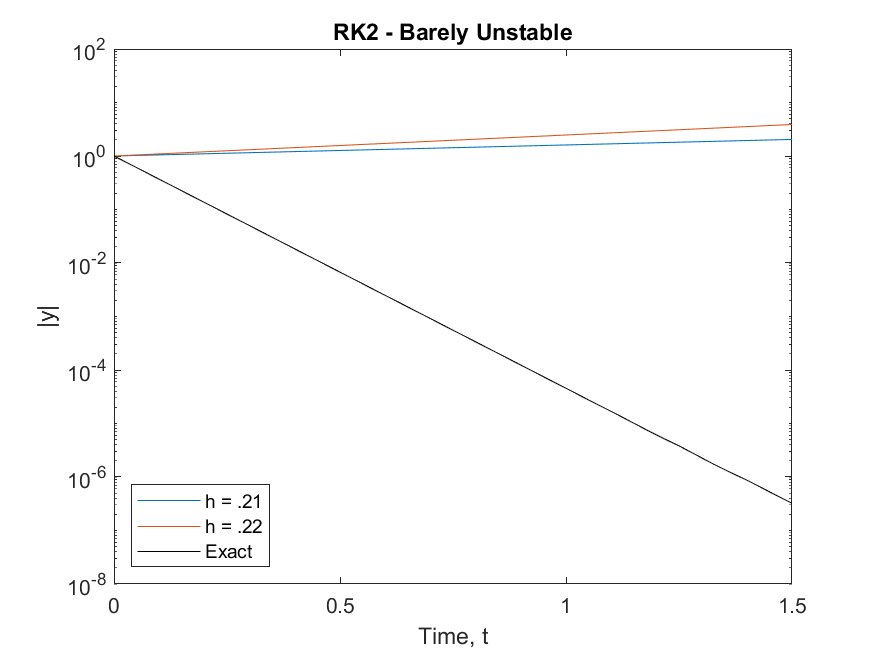 RK2 - Barely Unstable
10^2
10^0
10^-2
10^-4
10^-6
10^-8
|y|
h = .21
h = .22
Exact
0 0.5 1 1.5
Time, t